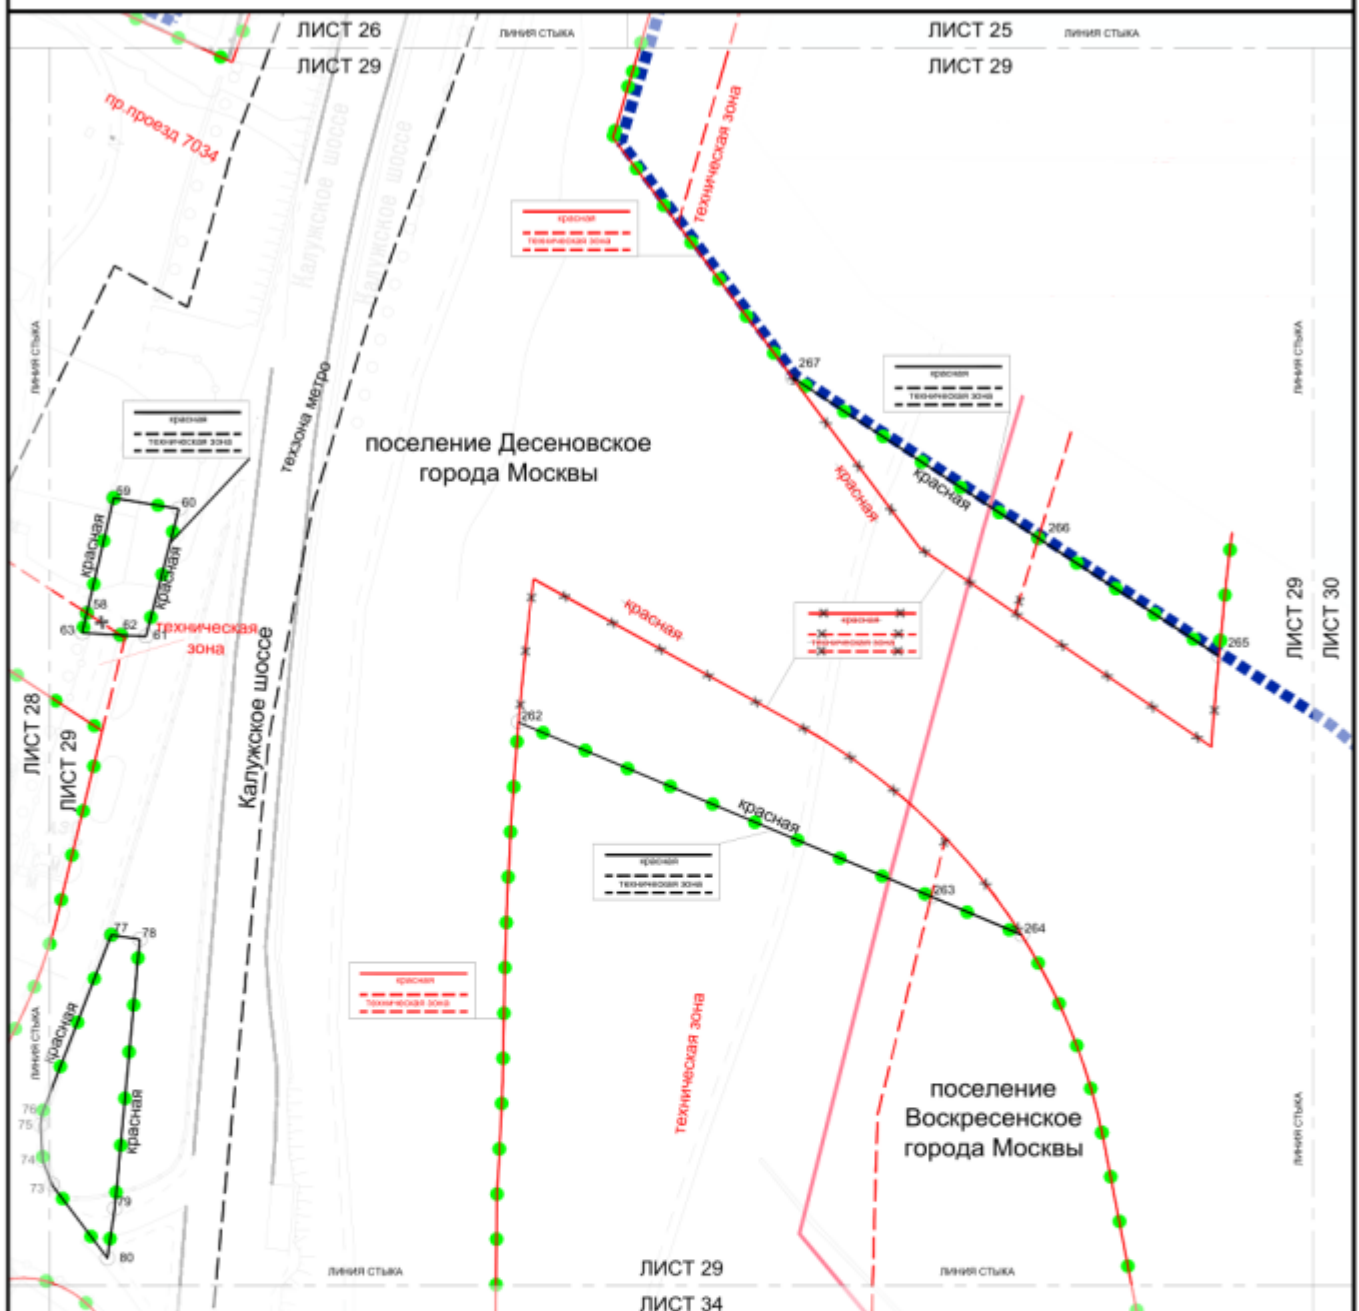 ЛИСТ 26
ЛИНИЯ СТЫКА
ЛИСТ 25
ЛИНИЯ СТЫКА
ЛИСТ 29
ЛИСТ 29
пр.проезд 7034
Калужское шоссе
Калужское шоссе
техническая зона
красная
техническая зона
ЛИНИЯ СТЫКА
ЛИНИЯ СТЫКА
267
красная
техническая зона
красная
техническая зона
техзона метро
поселение Десеновское
города Москвы
красная
красная
59
60
266
красная
красная
58
62
63
61
техническая
зона
красная
красная
техническая зона
265
ЛИСТ 29
ЛИСТ 30
Калужское шоссе
ЛИСТ 28
ЛИСТ 29
262
красная
красная
техническая зона
263
264
77
78
красная
техническая зона
красная
ЛИНИЯ СТЫКА
техническая зона
красная
76
75
74
73
79
80
поселение
Воскресенское
города Москвы
ЛИНИЯ СТЫКА
ЛИНИЯ СТЫКА
ЛИСТ 29
ЛИНИЯ СТЫКА
ЛИСТ 34